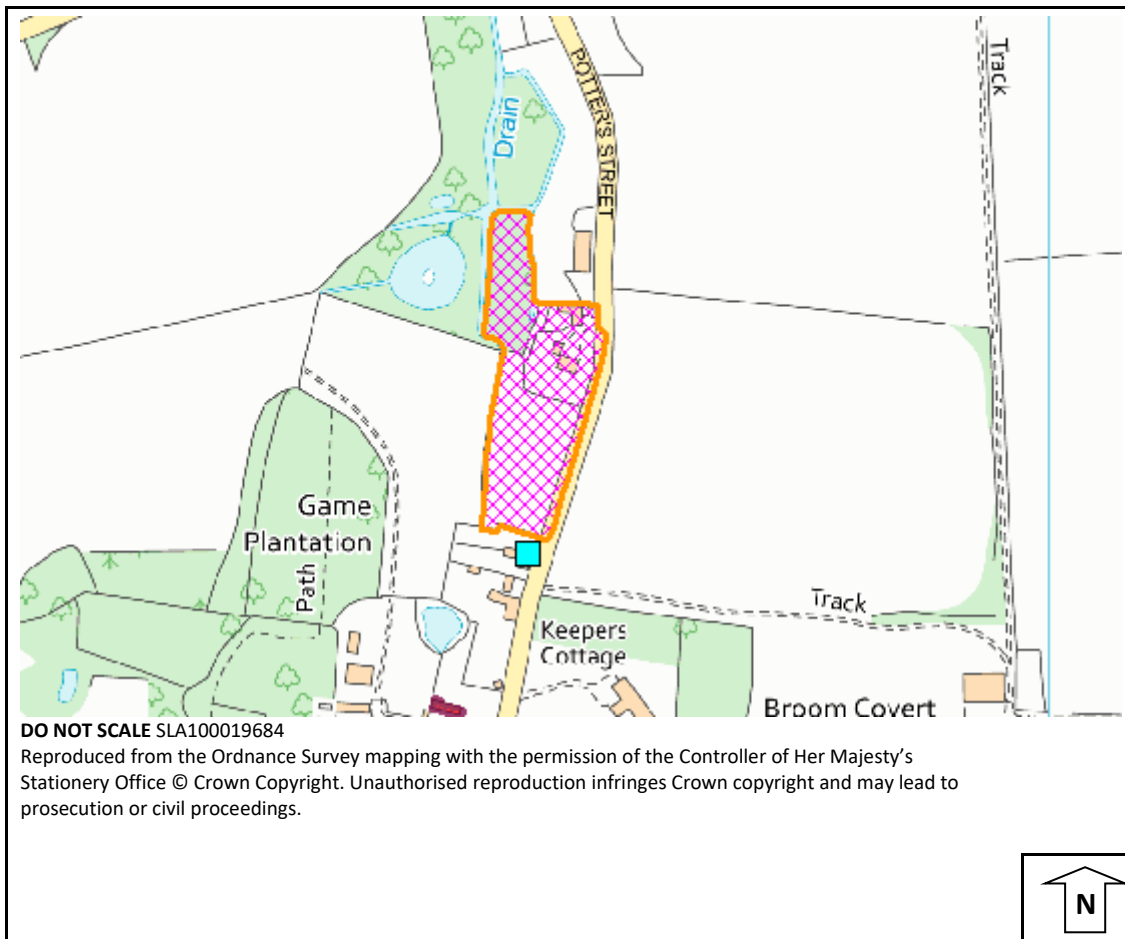 POTTER'S STREET
Track
Drain
Game
Plantation
Path
Track
Keepers
Cottage
Broom Covert
DO NOT SCALE SLA100019684
Reproduced from the Ordnance Survey mapping with the permission of the Controller of Her Majesty’s
Stationery Office © Crown Copyright. Unauthorised reproduction infringes Crown copyright and may lead to
prosecution or civil proceedings.
N